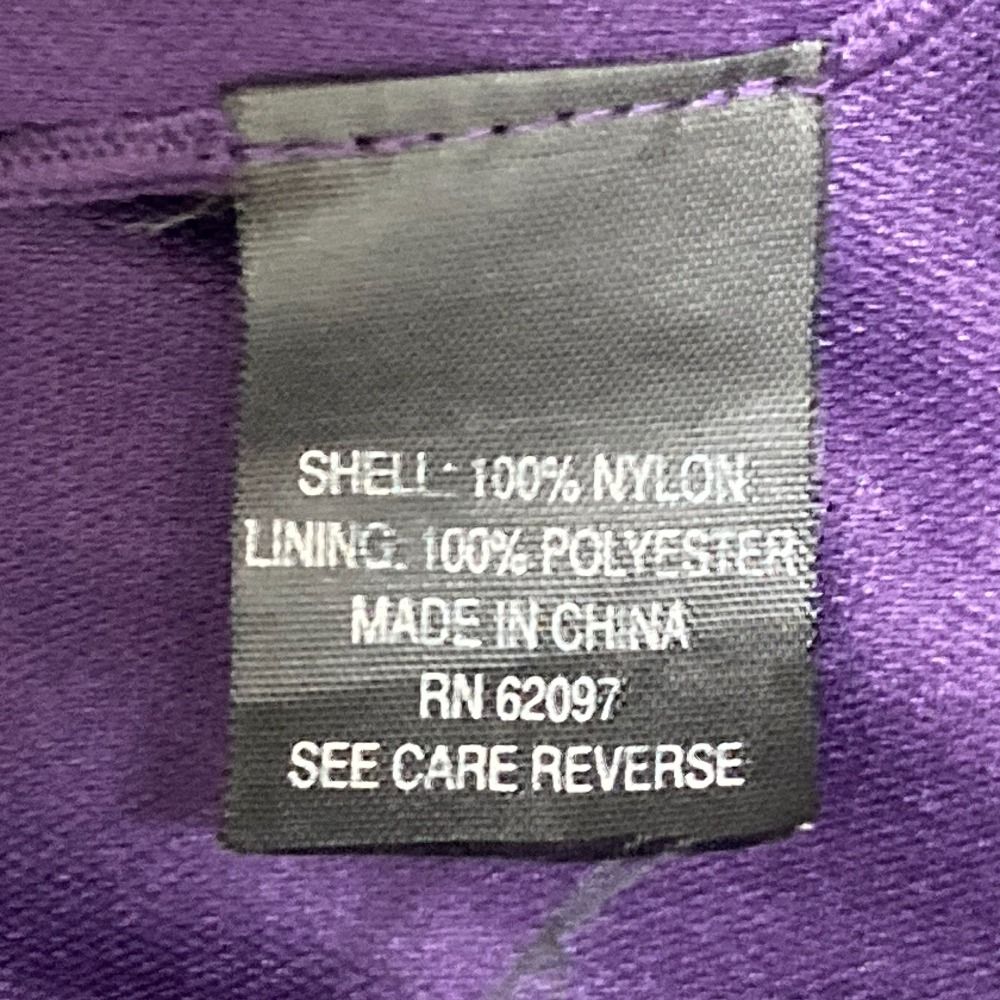 SHELL: 100% NYLON
LINING: 100% POLYESTER
MADE IN CHINA
RN 62097
SEE CARE REVERSE